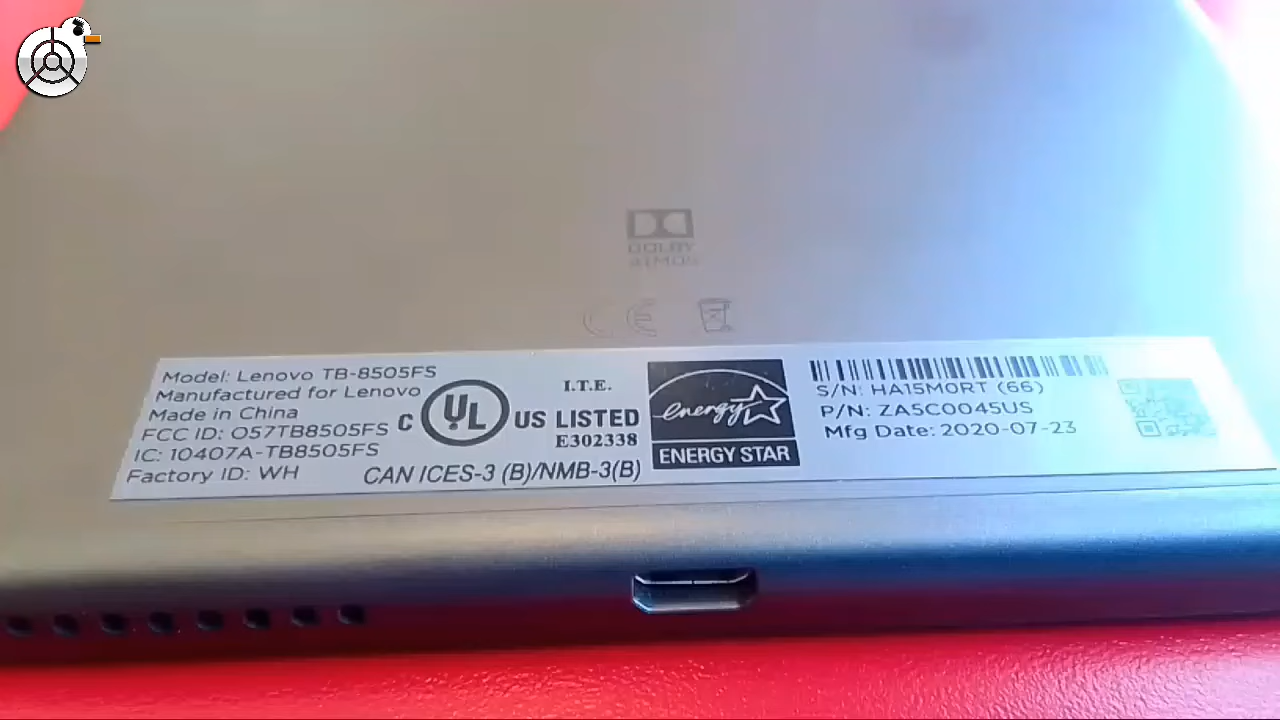 DOLBY
ATMOS
CE
Model: Lenovo TB-8505FS
Manufactured for Lenovo
Made in China
FCC ID: O57TB8505FS
IC: 10407A-TB8505FS
Factory ID: WH
C UL US LISTED
I.T.E.
E302338
CAN ICES-3 (B)/NMB-3(B)
energy
ENERGY STAR
S/N: HA15M0RT (66)
P/N: ZA5C0045US
Mfg Date: 2020-07-23